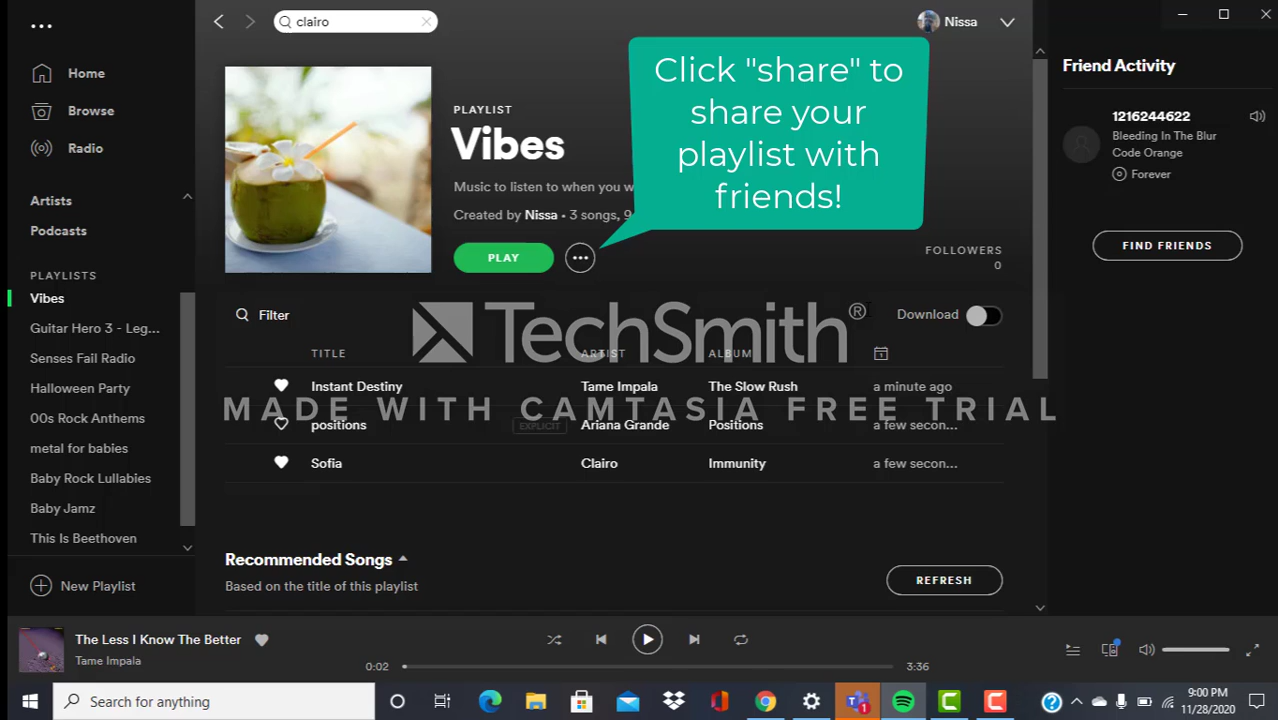 clairo
Nissa
Home
Browse
Radio
Artists
Podcasts
PLAYLISTS
Vibes
Guitar Hero 3 - Leg...
Senses Fail Radio
Halloween Party
00s Rock Anthems
metal for babies
Baby Rock Lullabies
Baby Jamz
This Is Beethoven
New Playlist
PLAYLIST
Vibes
Music to listen to when you w
Created by Nissa • 3 songs, 9
PLAY
Click "share" to
share your
playlist with
friends!
FOLLOWERS
0
Filter
Download
TechSmith®
MADE WITH CAMTASIA FREE TRIAL
TITLE ARTIST ALBUM
Instant Destiny Tame Impala The Slow Rush a minute ago
positions EXPLICIT Ariana Grande Positions a few secon...
Sofia Clairo Immunity a few secon...
Recommended Songs
Based on the title of this playlist
REFRESH
Friend Activity
1216244622
Bleeding In The Blur
Code Orange
Forever
FIND FRIENDS
The Less I Know The Better
Tame Impala
0:02
3:36
Search for anything
1
9:00 PM
11/28/2020